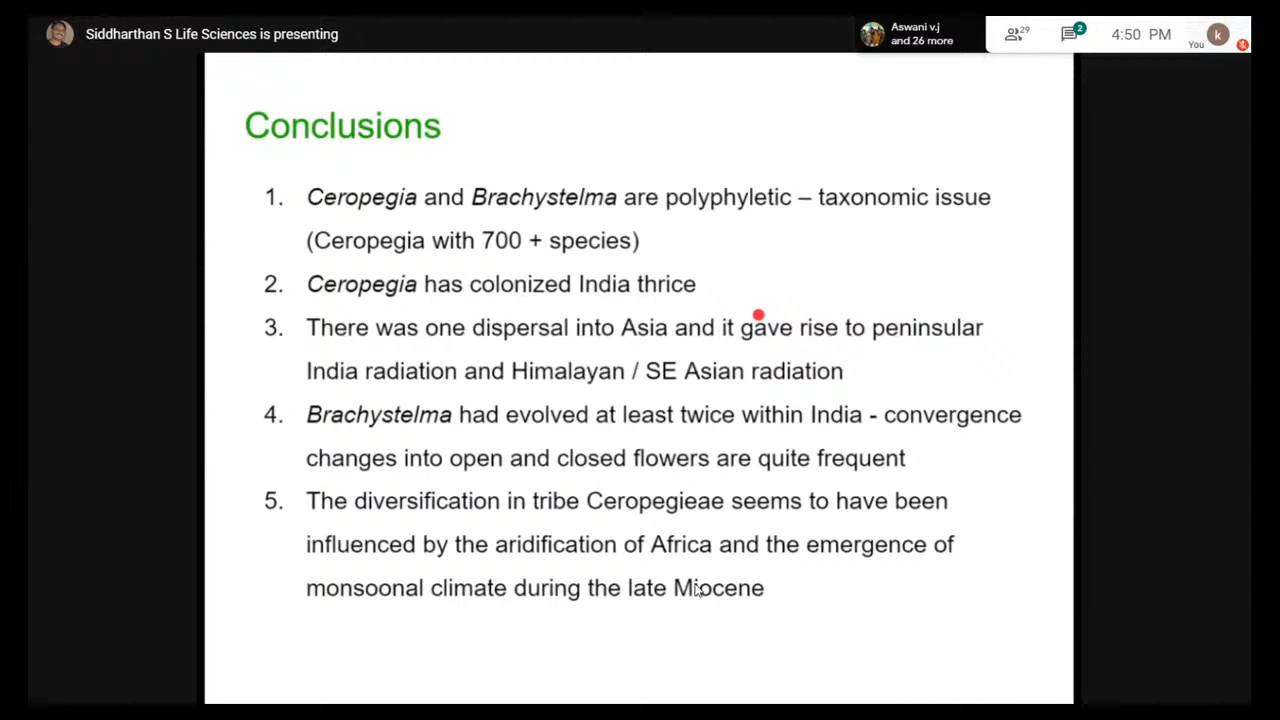 Siddharthan S Life Sciences is presenting
Aswani v.j
and 26 more
29
2
4:50 PM
You
k
Conclusions
1. Ceropegia and Brachystelma are polyphyletic – taxonomic issue
(Ceropegia with 700 + species)
2. Ceropegia has colonized India thrice
3. There was one dispersal into Asia and it gave rise to peninsular
India radiation and Himalayan / SE Asian radiation
4. Brachystelma had evolved at least twice within India - convergence
changes into open and closed flowers are quite frequent
5. The diversification in tribe Ceropegieae seems to have been
influenced by the aridification of Africa and the emergence of
monsoonal climate during the late Miocene